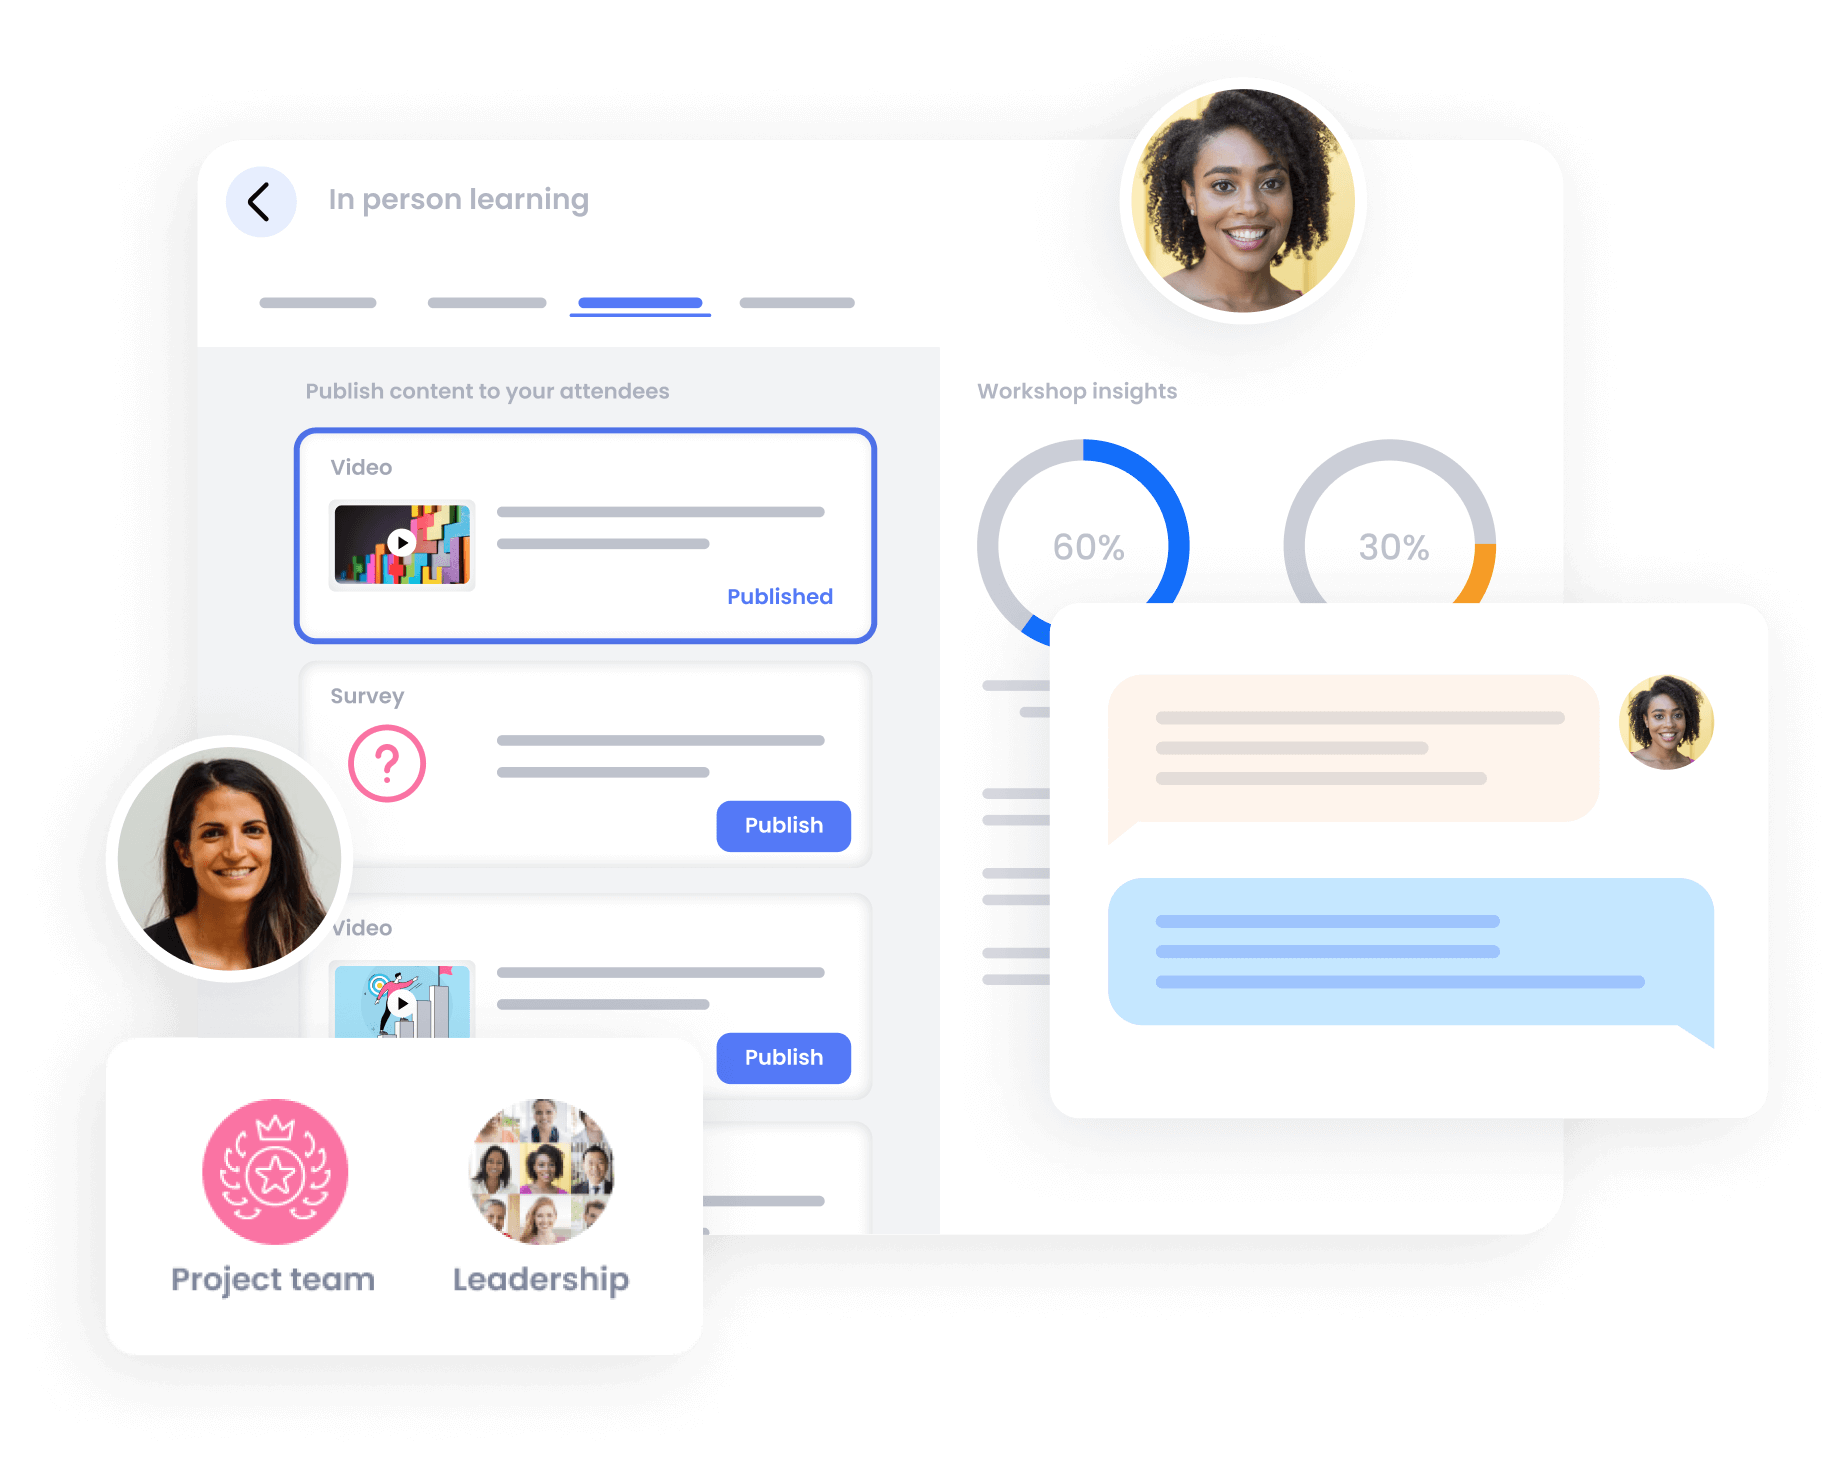 In person learning
Publish content to your attendees
Video
Published
Survey
Publish
Video
Publish
Workshop insights
60%
30%
Project team
Leadership